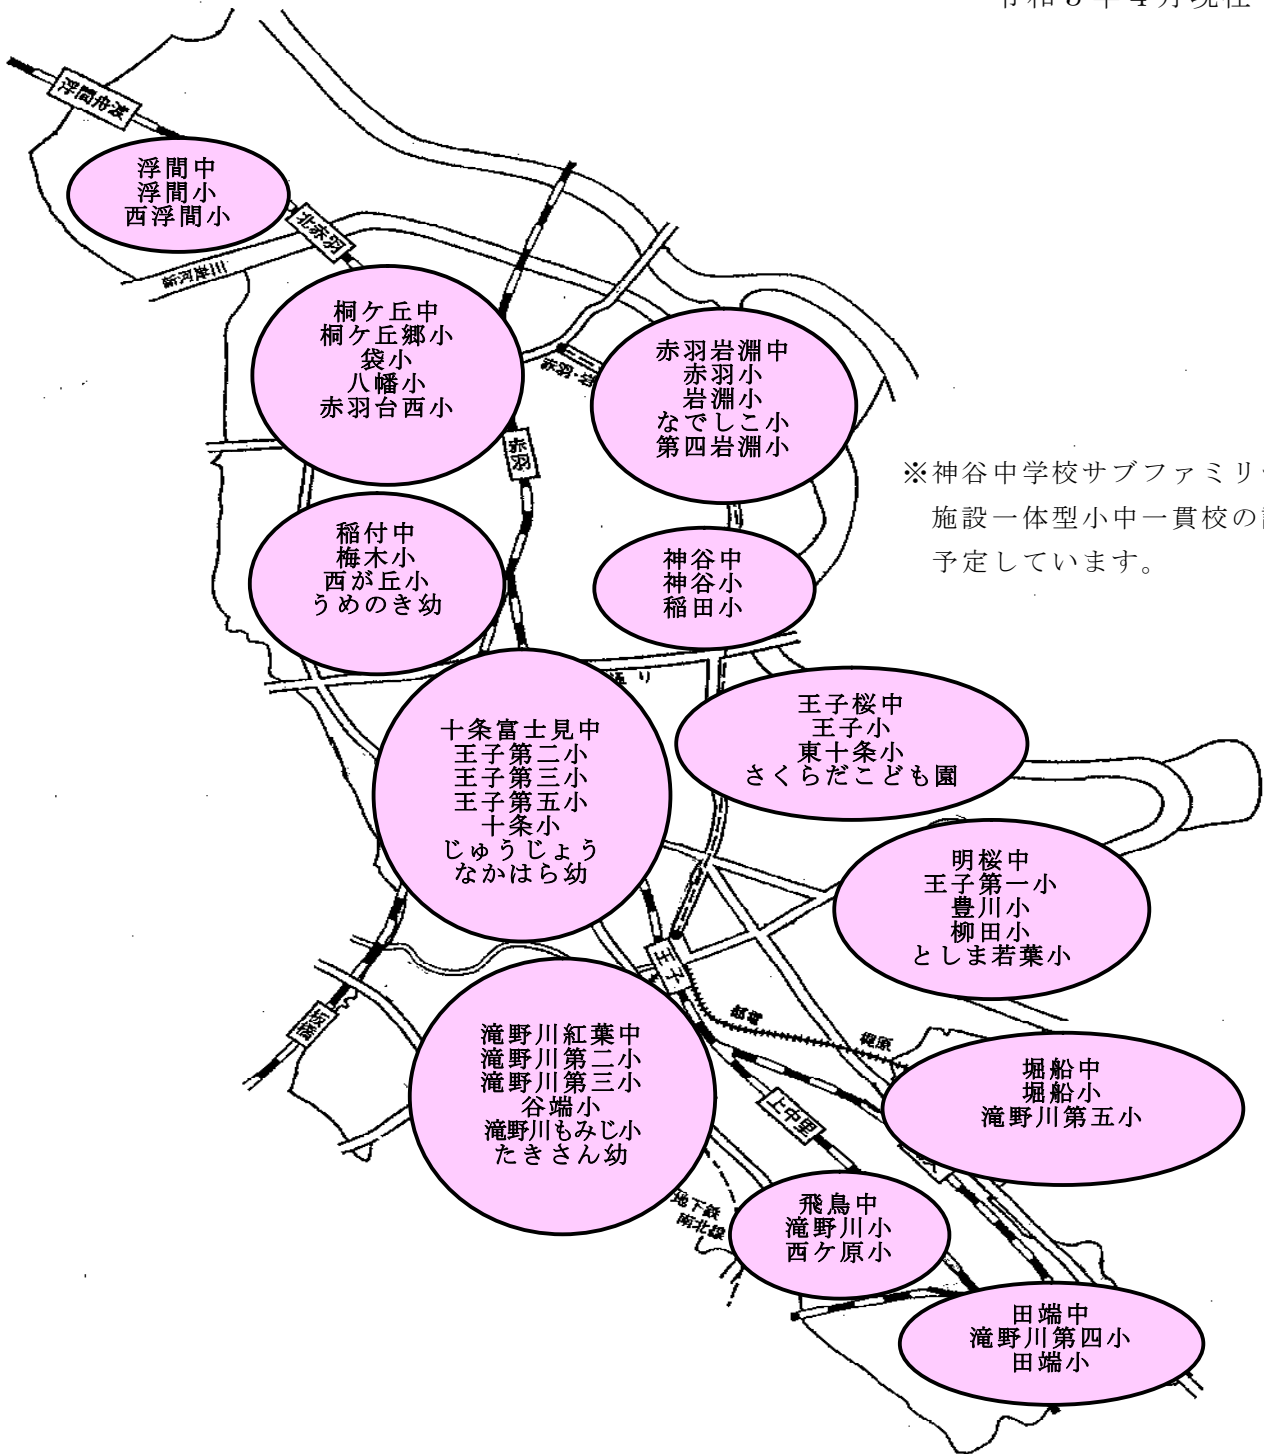 令和５年４月現在
浮間舟渡
浮間中
浮間小
西浮間小
北赤羽
新河岸三
桐ケ丘中
桐ケ丘郷小
袋小
八幡小
赤羽台西小
赤羽岩淵中
赤羽小
岩淵小
なでしこ小
第四岩淵小
赤羽・岩
赤羽
※神谷中学校サブファミリ
施設一体型小中一貫校の
予定しています。
稲付中
梅木小
西が丘小
うめのき幼
神谷中
神谷小
稲田小
通り
王子桜中
王子小
東十条小
さくらだこども園
十条富士見中
王子第二小
王子第三小
王子第五小
十条小
じゅうじょう
なかはら幼
明桜中
王子第一小
豊川小
柳田小
としま若葉小
王子
板橋
都電
梶原
滝野川紅葉中
滝野川第二小
滝野川第三小
谷端小
滝野川もみじ小
たきさん幼
堀船中
堀船小
滝野川第五小
上中里
地下鉄
南北線
飛鳥中
滝野川小
西ケ原小
田端中
滝野川第四小
田端小